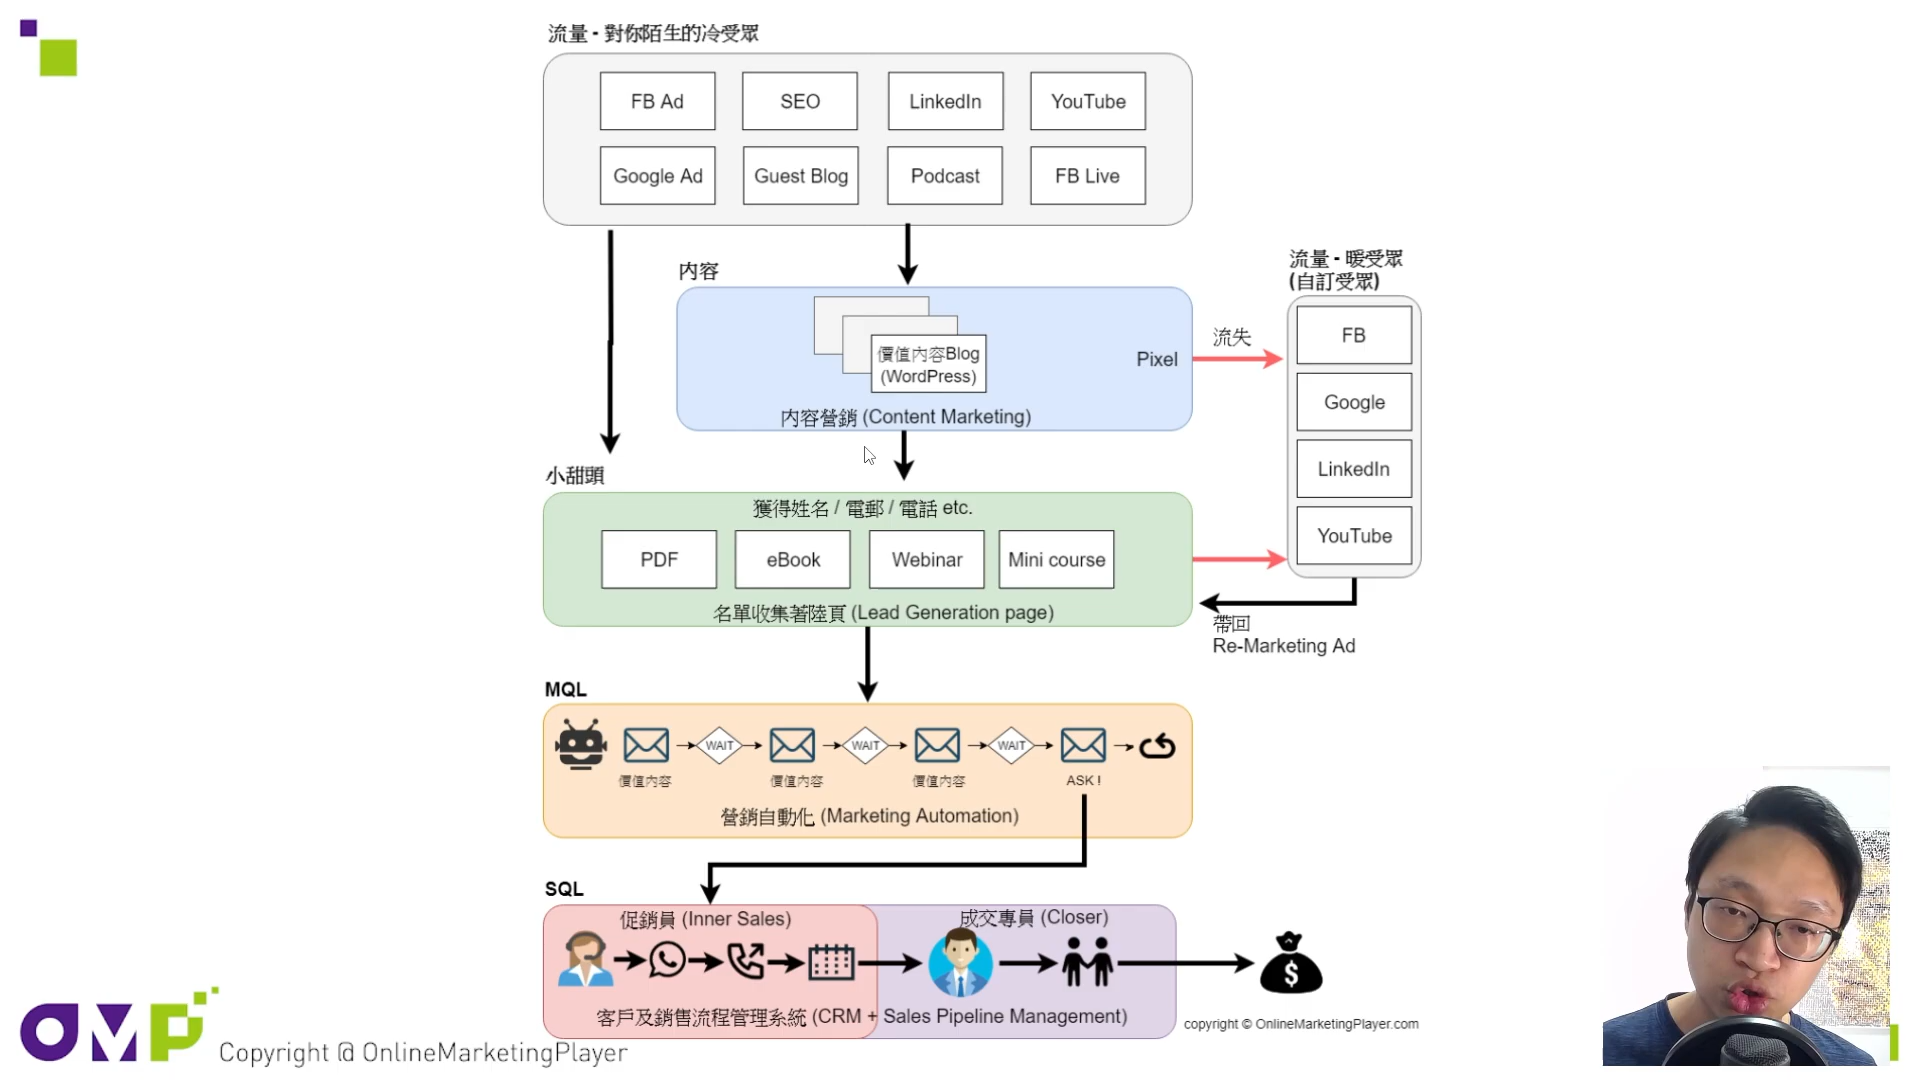 流量 - 對你陌生的冷受眾
FB Ad
SEO
LinkedIn
YouTube
Google Ad
Guest Blog
Podcast
FB Live
內容
價值內容Blog
(WordPress)
Pixel
內容營銷 (Content Marketing)
流失
流量 - 暖受眾
(自訂受眾)
FB
Google
LinkedIn
YouTube
小甜頭
獲得姓名 / 電郵 / 電話 etc.
PDF
eBook
Webinar
Mini course
名單收集著陸頁 (Lead Generation page)
帶回
Re-Marketing Ad
MQL
WAIT
WAIT
WAIT
價值內容
價值內容
價值內容
ASK !
營銷自動化 (Marketing Automation)
SQL
促銷員 (Inner Sales)
成交專員 (Closer)
$
客戶及銷售流程管理系統 (CRM + Sales Pipeline Management)
copyright © OnlineMarketingPlayer.com
OMP
Copyright @ OnlineMarketingPlayer